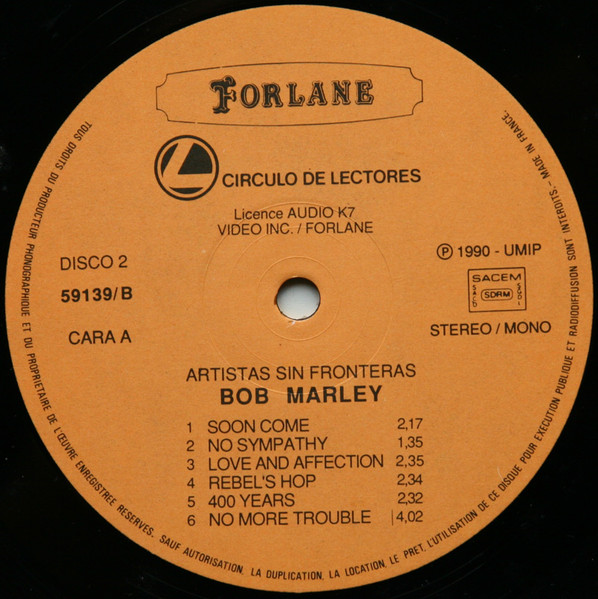 FORLANE
CIRCULO DE LECTORES
Licence AUDIO K7
VIDEO INC. / FORLANE
DISCO 2
59139/B
CARA A
℗ 1990 - UMIP
SACEM
SACD SDRM SGDL
STEREO / MONO
ARTISTAS SIN FRONTERAS
BOB MARLEY
1 SOON COME 2,17
2 NO SYMPATHY 1,35
3 LOVE AND AFFECTION 2,35
4 REBEL'S HOP 2,34
5 400 YEARS 2,32
6 NO MORE TROUBLE 4,02
TOUS DROITS DU PRODUCTEUR PHONOGRAPHIQUE ET DU PROPRIETAIRE DE L'ŒUVRE ENREGISTREE RESERVES. SAUF AUTORISATION, LA DUPLICATION, LA LOCATION, LE PRET, L'UTILISATION DE CE DISQUE POUR EXECUTION PUBLIQUE ET RADIODIFFUSION SONT INTERDITS - MADE IN FRANCE.